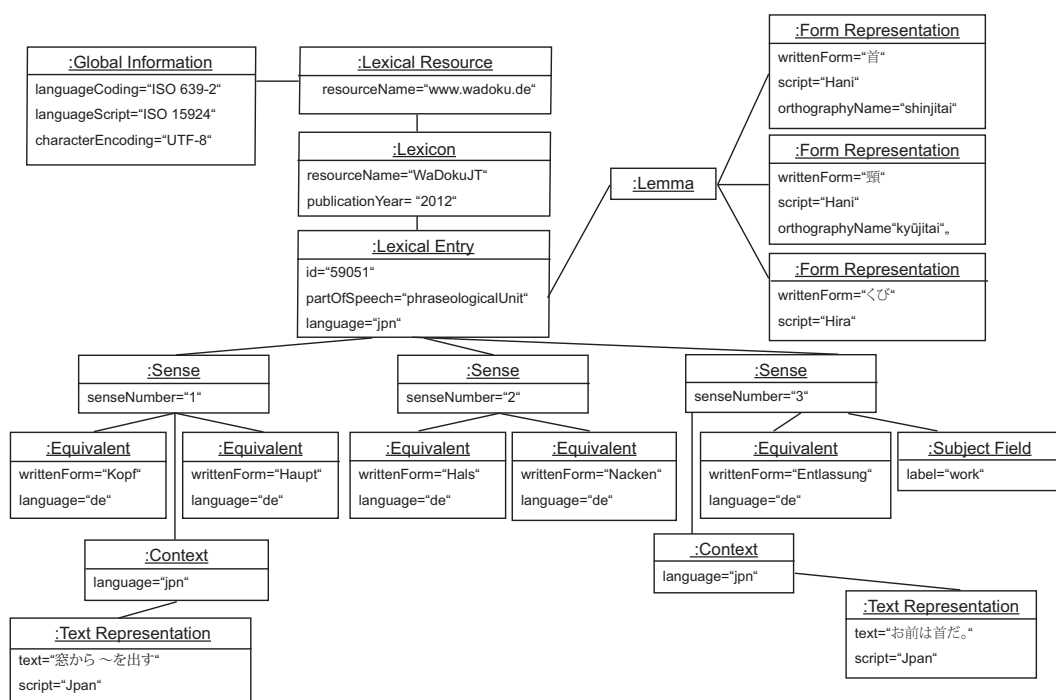 :Global Information
languageCoding=“ISO 639-2“
languageScript=“ISO 15924“
characterEncoding=“UTF-8“
:Lexical Resource
resourceName=“www.wadoku.de“
:Lexicon
resourceName=“WaDokuJT“
publicationYear= “2012“
:Lexical Entry
id=“59051“
partOfSpeech=“phraseologicalUnit“
language=“jpn“
:Lemma
:Form Representation
writtenForm=“首“
script=“Hani“
orthographyName=“shinjitai“
:Form Representation
writtenForm=“頸“
script=“Hani“
orthographyName“kyūjitai“„
:Form Representation
writtenForm=“くび“
script=“Hira“
:Sense
senseNumber=“1“
:Sense
senseNumber=“2“
:Sense
senseNumber=“3“
:Equivalent
writtenForm=“Kopf“
language=“de“
:Equivalent
writtenForm=“Haupt“
language=“de“
:Equivalent
writtenForm=“Hals“
language=“de“
:Equivalent
writtenForm=“Nacken“
language=“de“
:Equivalent
writtenForm=“Entlassung“
language=“de“
:Subject Field
label=“work“
:Context
language=“jpn“
:Context
language=“jpn“
:Text Representation
text=“窓から 〜を出す“
script=“Jpan“
:Text Representation
text=“お前は首だ。“
script=“Jpan“